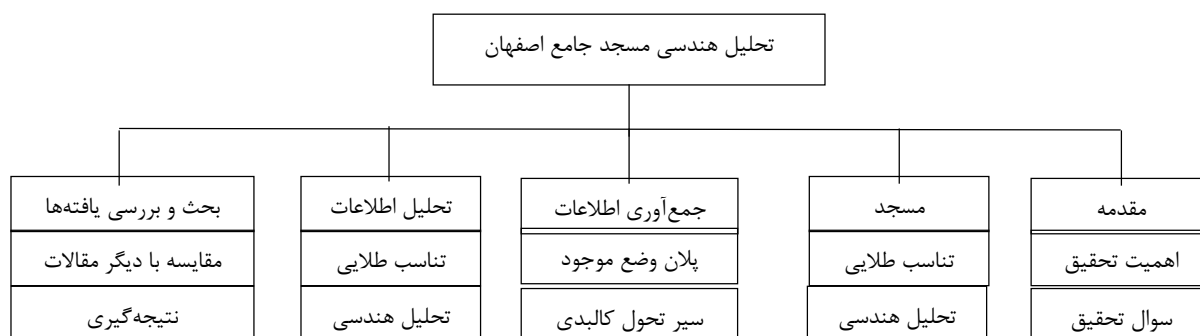 تحلیل هندسی مسجد جامع اصفهان
مقدمه
اهمیت تحقیق
سوال تحقیق
مسجد
تناسب طلایی
تحلیل هندسی
جمع‌آوری اطلاعات
پلان وضع موجود
سیر تحول کالبدی
تحلیل اطلاعات
تناسب طلایی
تحلیل هندسی
بحث و بررسی یافته‌ها
مقایسه با دیگر مقالات
نتیجه‌گیری